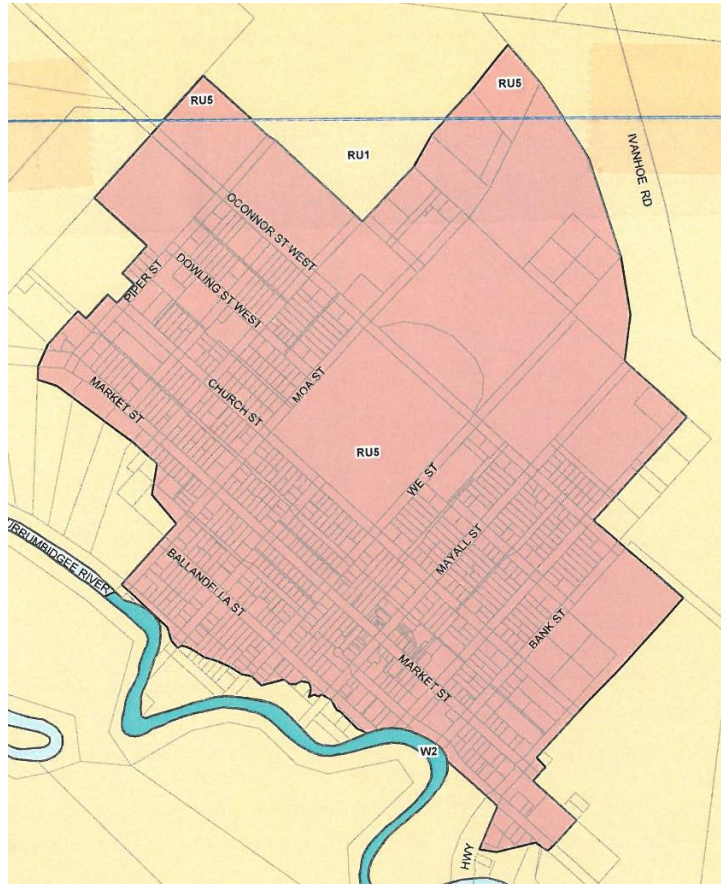 RU5
RU5
RU1
IVANHOE RD
OCONNOR ST WEST
PIPER ST
DOWLING ST WEST
MARKET ST
CHURCH ST
MOA ST
RU5
WE ST
MAYALL ST
RRUMBIDGEE RIVER
BALLANDELLA ST
BANK ST
MARKET ST
W2
HWY